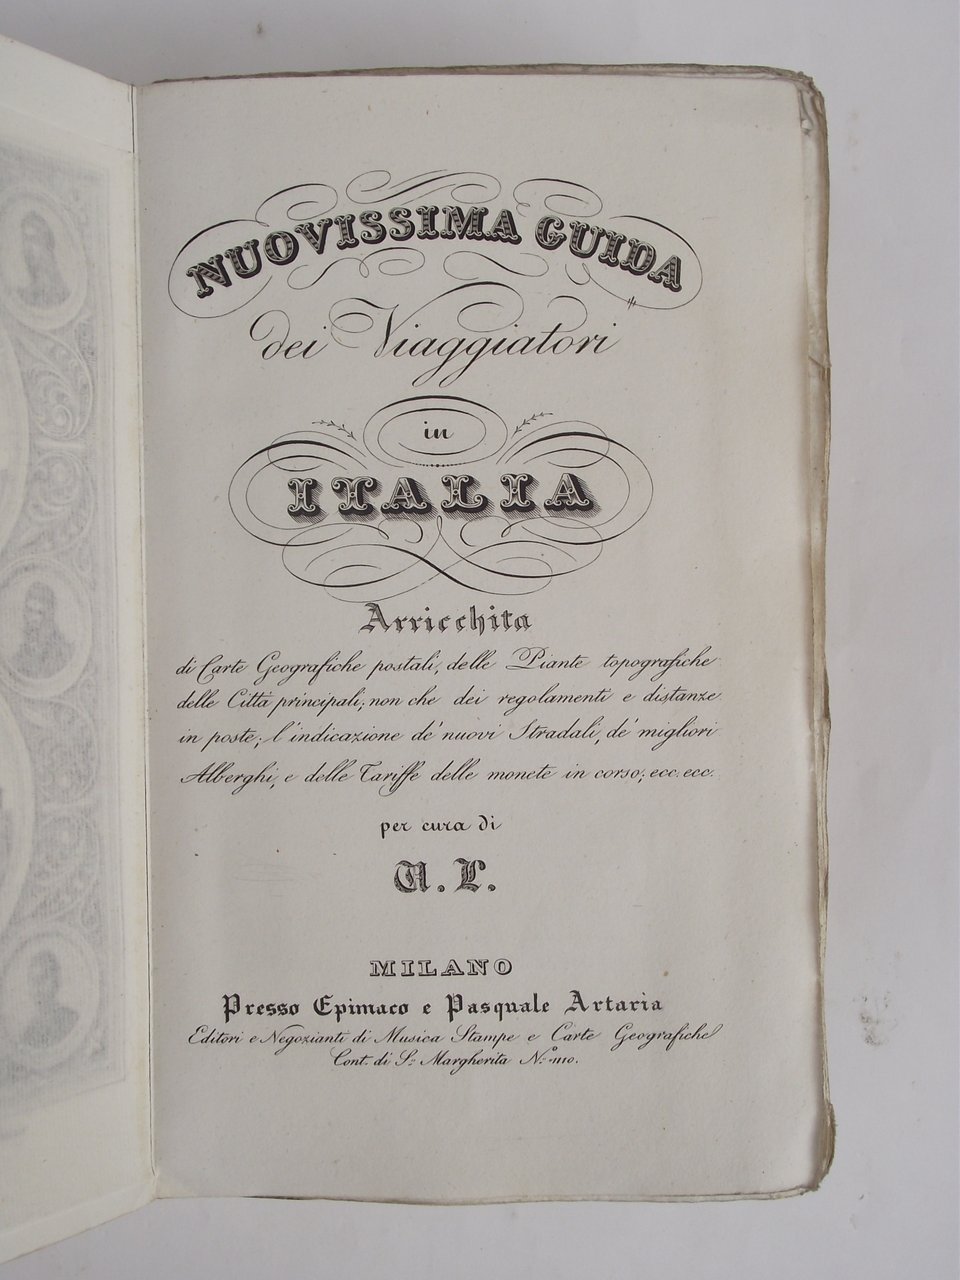 NUOVISSIMA GUIDA
dei Viaggiatori
in
ITALIA
Arricchita
di Carte Geografiche postali, delle Piante topografiche
delle Città principali; non che dei regolamenti e distanze
in poste; l'indicazione de' nuovi Stradali, de' migliori
Alberghi, e delle Tariffe delle monete in corso, ecc. ecc.
per cura di
A. L.
MILANO
Presso Epimaco e Pasquale Artaria
Editori e Negozianti di Musica Stampe e Carte Geografiche
Cont. di S.ª Margherita N.º 1110.